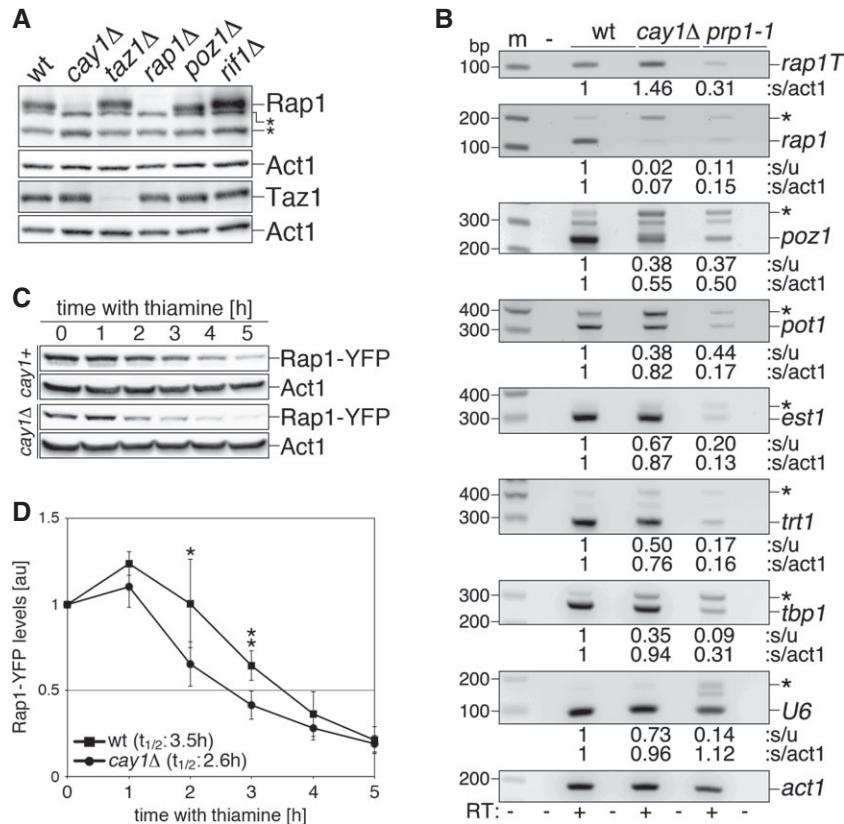 A
wt cay1Δ taz1Δ rap1Δ poz1Δ rif1Δ
Rap1
*
*
Act1
Taz1
Act1
B
bp m - wt cay1Δ prp1-1
100 rap1T
1 1.46 0.31 :s/act1
200 *
100 rap1
1 0.02 0.11 :s/u
1 0.07 0.15 :s/act1
300 *
200 poz1
1 0.38 0.37 :s/u
1 0.55 0.50 :s/act1
400 *
300 pot1
1 0.38 0.44 :s/u
1 0.82 0.17 :s/act1
400 *
300 est1
1 0.67 0.20 :s/u
1 0.87 0.13 :s/act1
400 *
300 trt1
1 0.50 0.17 :s/u
1 0.76 0.16 :s/act1
300 *
200 tbp1
1 0.35 0.09 :s/u
1 0.94 0.31 :s/act1
200 *
100 U6
1 0.73 0.14 :s/u
1 0.96 1.12 :s/act1
200 act1
RT: - - + - + - + -
C
time with thiamine [h]
0 1 2 3 4 5
cay1+
Rap1-YFP
Act1
cay1Δ
Rap1-YFP
Act1
D
Rap1-YFP levels [au]
1.5
1
0.5
0
*
*
*
wt (t1/2: 3.5h)
cay1Δ (t1/2: 2.6h)
0 1 2 3 4 5
time with thiamine [h]